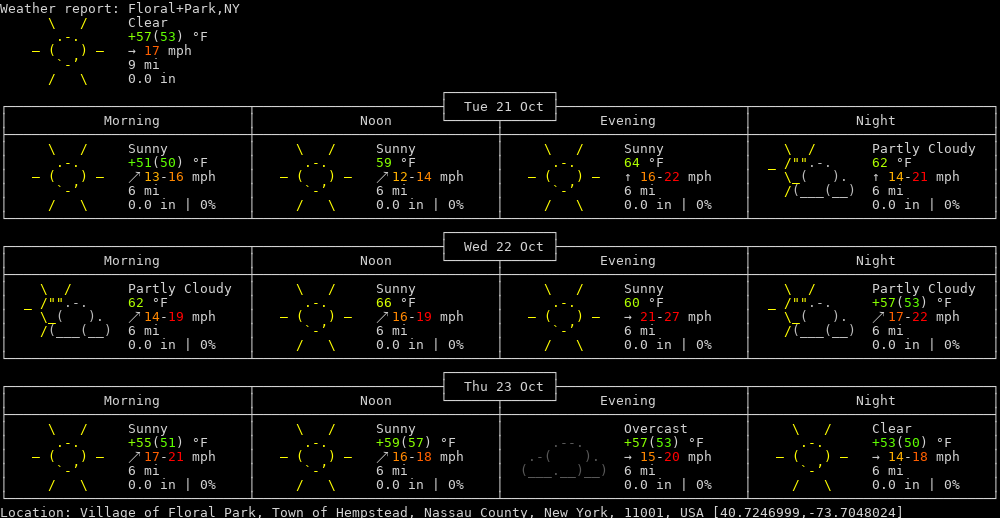 Weather report: Floral+Park,NY
Clear
+57(53) °F
→ 17 mph
9 mi
0.0 in
Tue 21 Oct
Morning Noon Evening Night
Sunny Sunny Sunny Partly Cloudy
+51(50) °F 59 °F 64 °F 62 °F
↗ 13-16 mph ↗ 12-14 mph ↑ 16-22 mph ↑ 14-21 mph
6 mi 6 mi 6 mi 6 mi
0.0 in | 0% 0.0 in | 0% 0.0 in | 0% 0.0 in | 0%
Wed 22 Oct
Morning Noon Evening Night
Partly Cloudy Sunny Sunny Partly Cloudy
62 °F 66 °F 60 °F +57(53) °F
↗ 14-19 mph ↗ 16-19 mph → 21-27 mph ↗ 17-22 mph
6 mi 6 mi 6 mi 6 mi
0.0 in | 0% 0.0 in | 0% 0.0 in | 0% 0.0 in | 0%
Thu 23 Oct
Morning Noon Evening Night
Sunny Sunny Overcast Clear
+55(51) °F +59(57) °F +57(53) °F +53(50) °F
↗ 17-21 mph ↗ 16-18 mph → 15-20 mph → 14-18 mph
6 mi 6 mi 6 mi 6 mi
0.0 in | 0% 0.0 in | 0% 0.0 in | 0% 0.0 in | 0%
Location: Village of Floral Park, Town of Hempstead, Nassau County, New York, 11001, USA [40.7246999,-73.7048024]